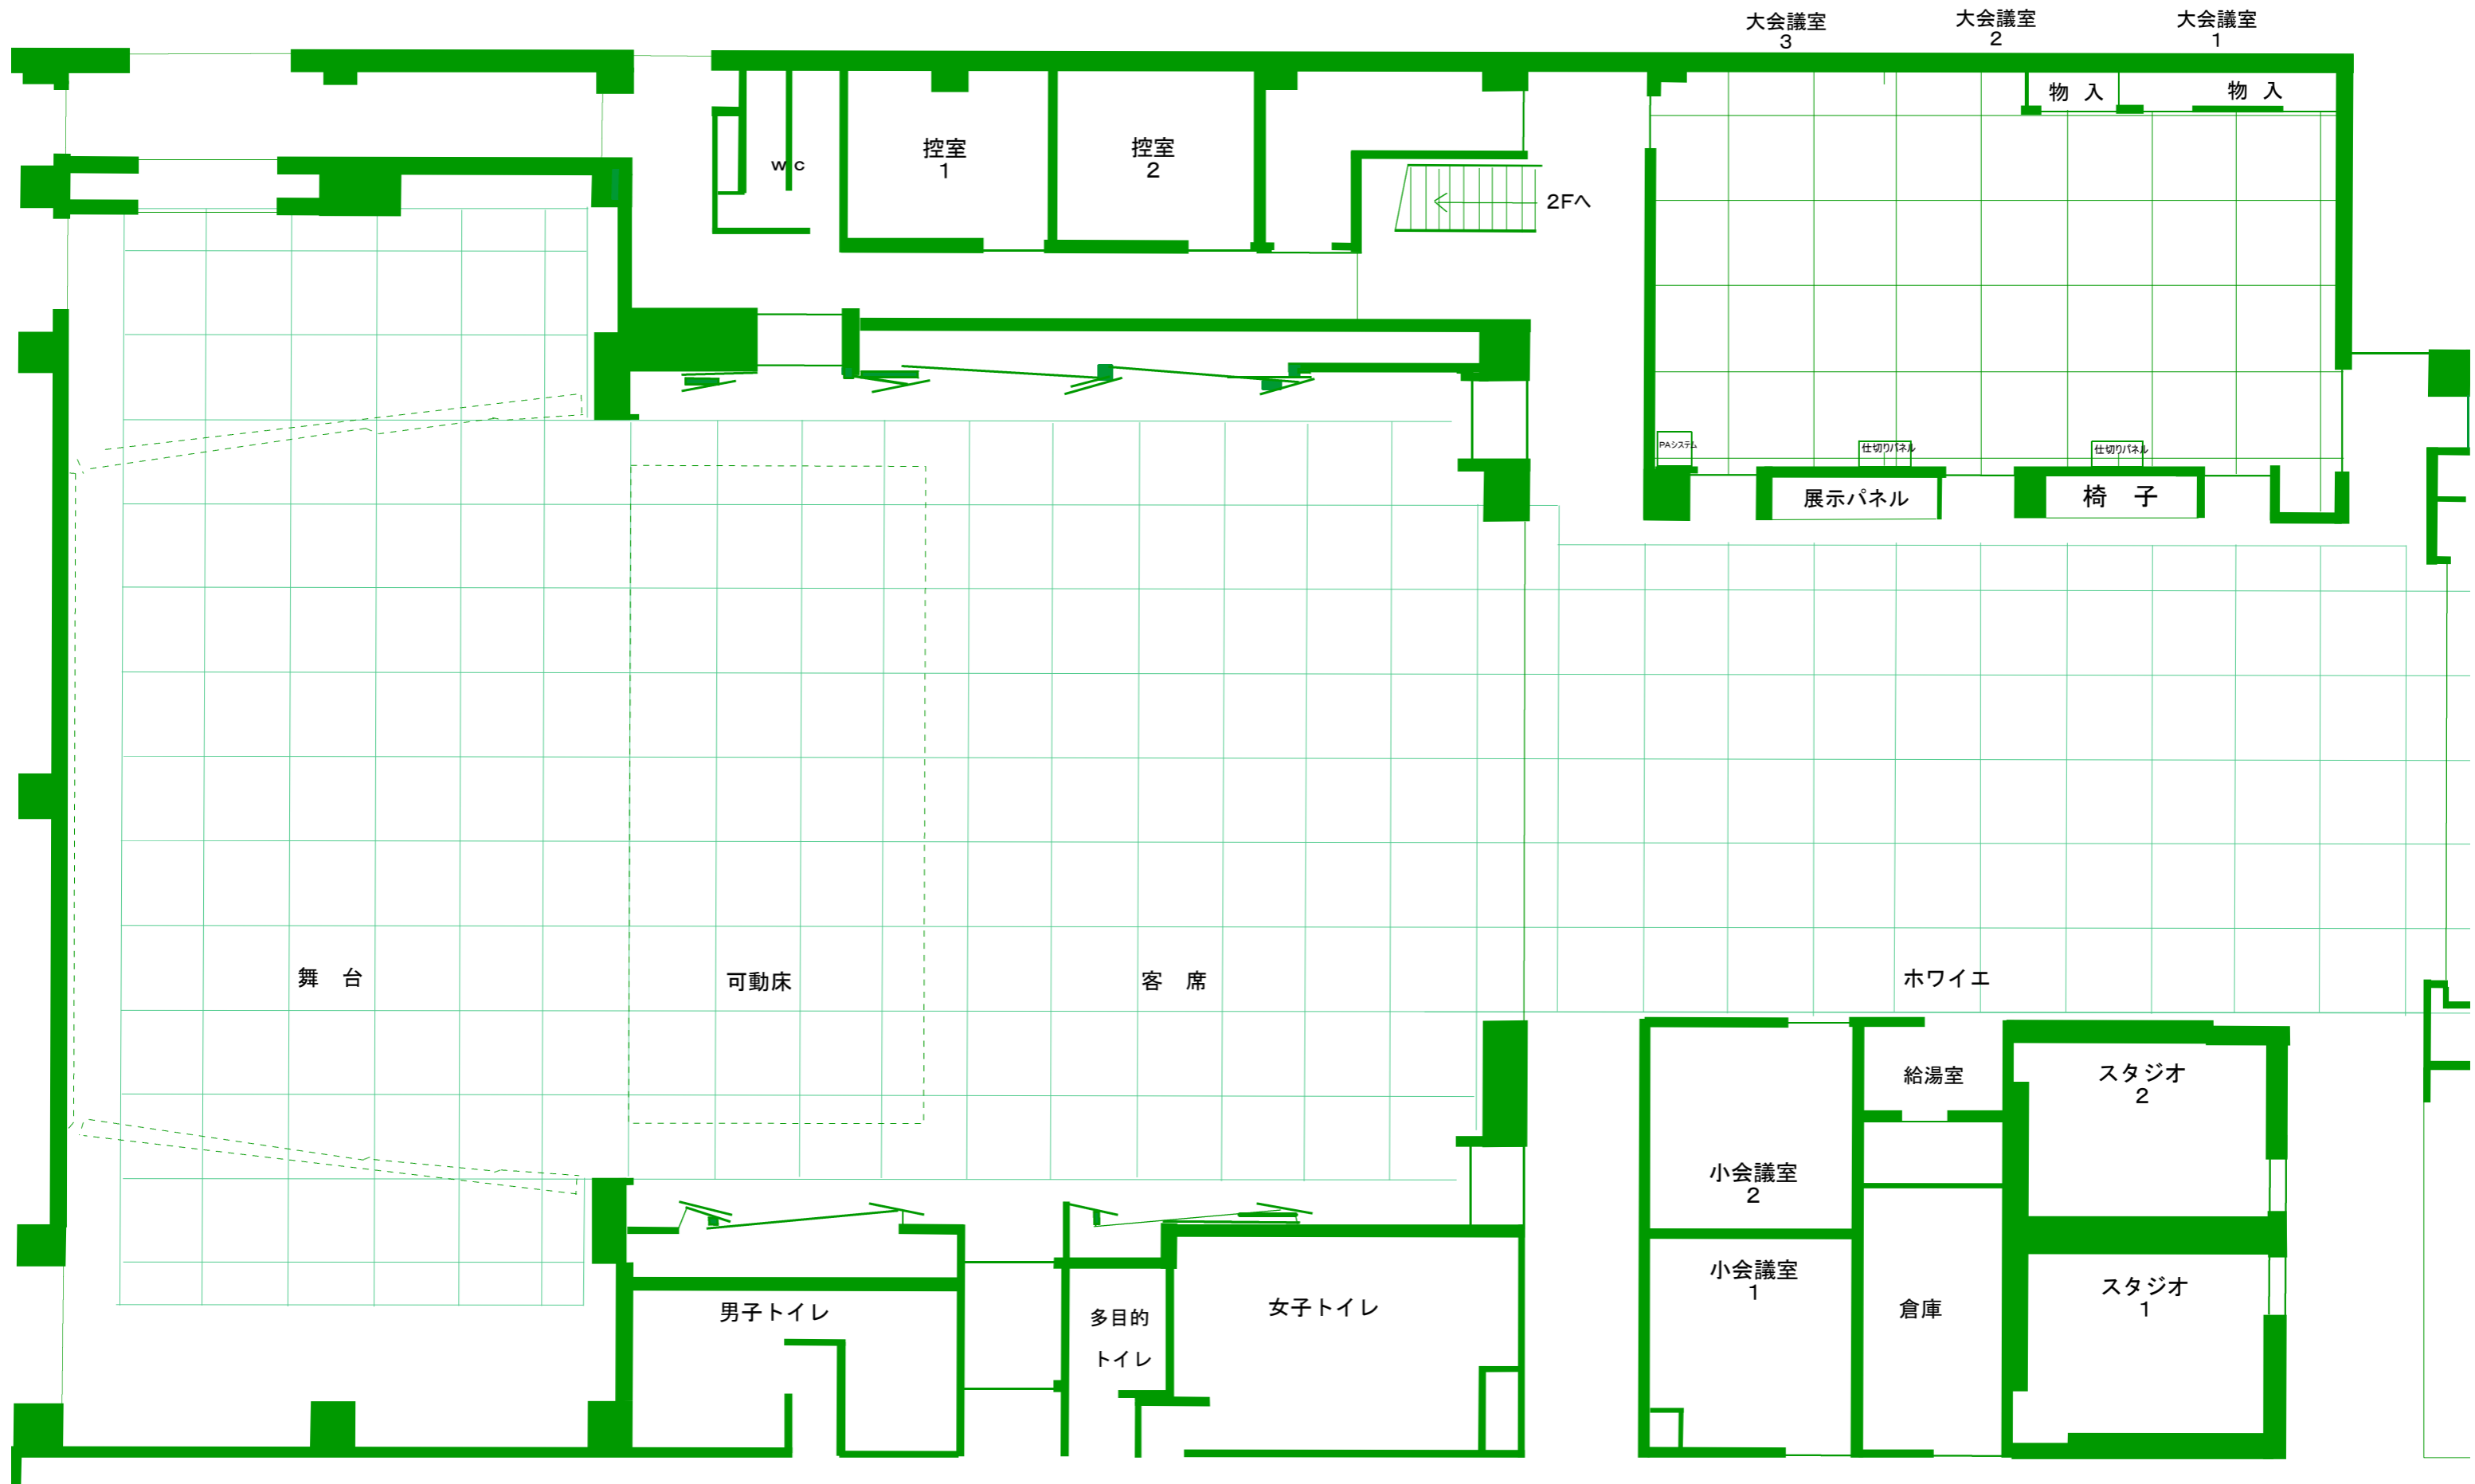 大会議室
3
大会議室
2
大会議室
1
物 入
物 入
控室
1
控室
2
wc
2Fへ
PAシステム
仕切りパネル
仕切りパネル
展示パネル
椅 子
舞 台
可動床
客 席
ホワイエ
給湯室
スタジオ
2
小会議室
2
小会議室
1
スタジオ
1
倉庫
男子トイレ
多目的
トイレ
女子トイレ